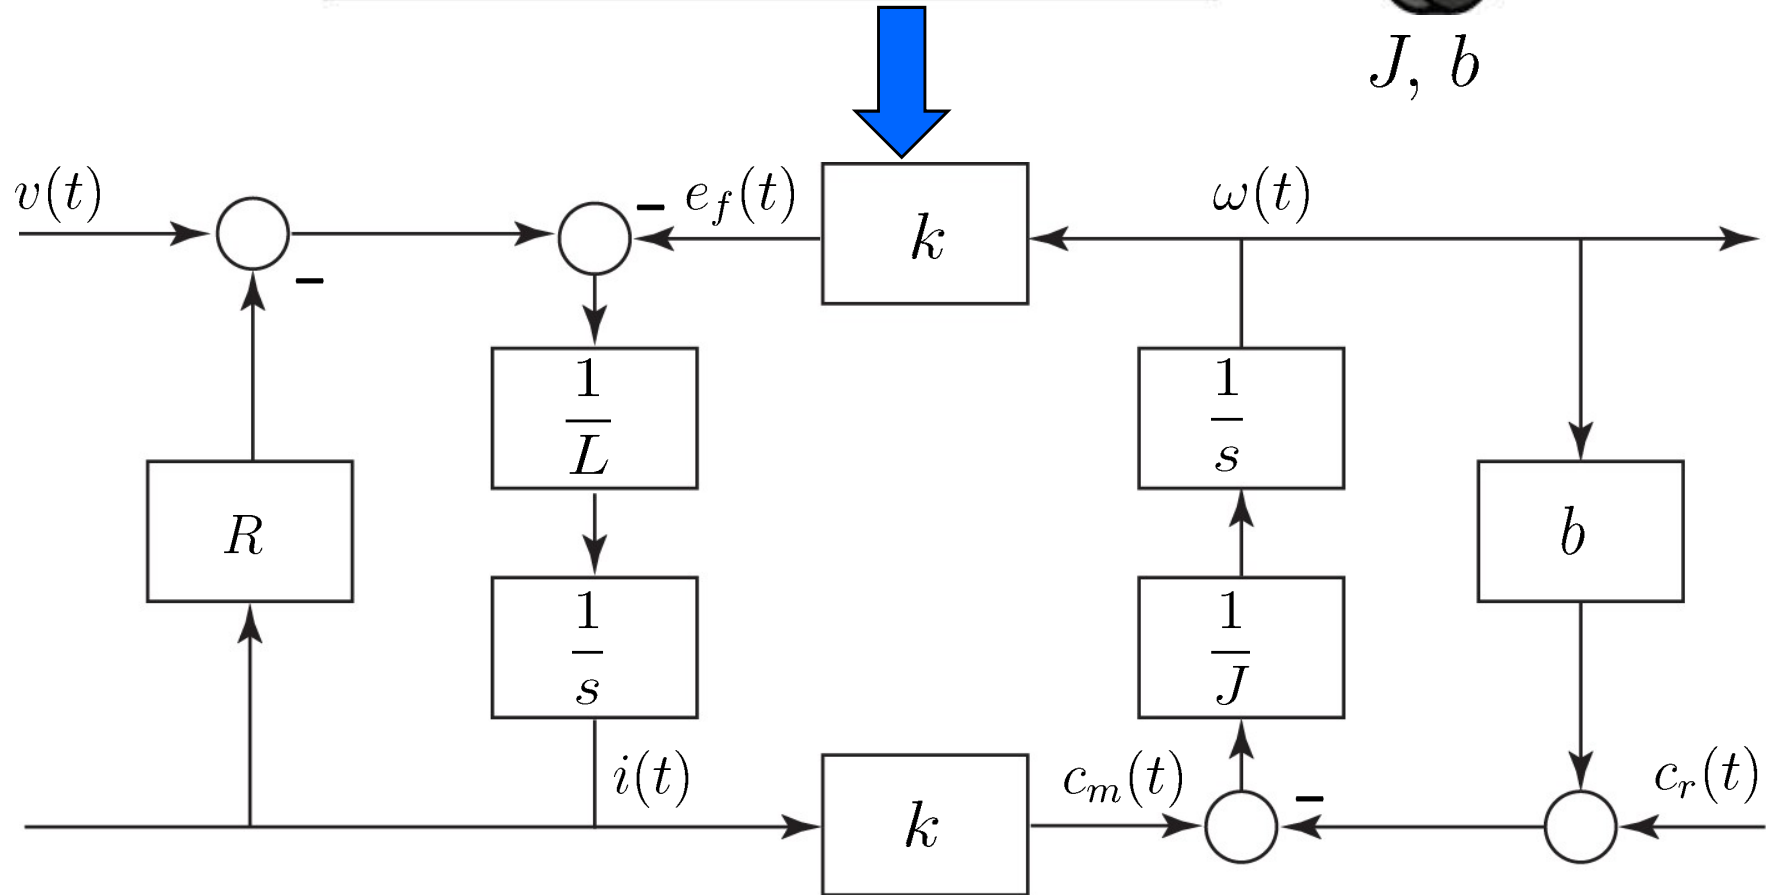 J, b
v(t)
−
− e_f(t)
k
ω(t)
1/L
1/s
R
b
1/s
1/J
i(t)
k
c_m(t)
−
c_r(t)